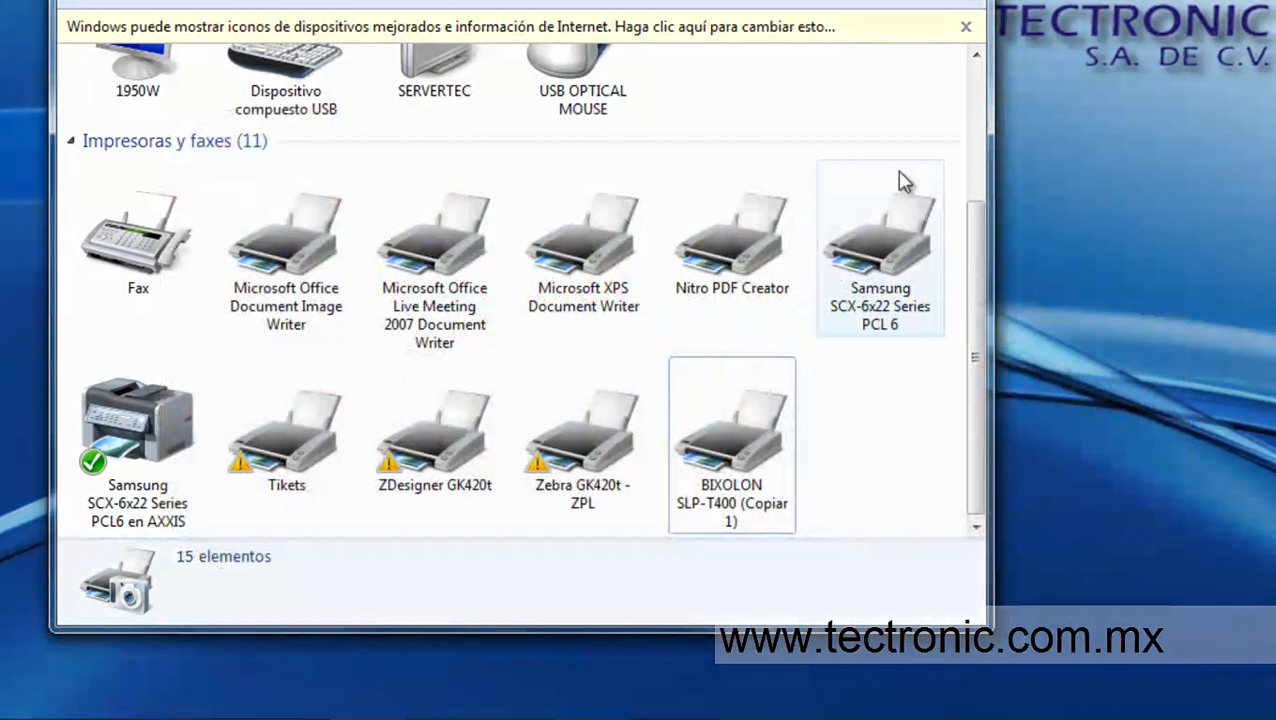 TECTRONIC
S.A. DE C.V.
Windows puede mostrar iconos de dispositivos mejorados e información de Internet. Haga clic aquí para cambiar esto...
1950W
Dispositivo
compuesto USB
SERVERTEC
USB OPTICAL
MOUSE
Impresoras y faxes (11)
Fax
Microsoft Office
Document Image
Writer
Microsoft Office
Live Meeting
2007 Document
Writer
Microsoft XPS
Document Writer
Nitro PDF Creator
Samsung
SCX-6x22 Series
PCL 6
Samsung
SCX-6x22 Series
PCL6 en AXXIS
Tikets
ZDesigner GK420t
Zebra GK420t -
ZPL
BIXOLON
SLP-T400 (Copiar
1)
15 elementos
www.tectronic.com.mx